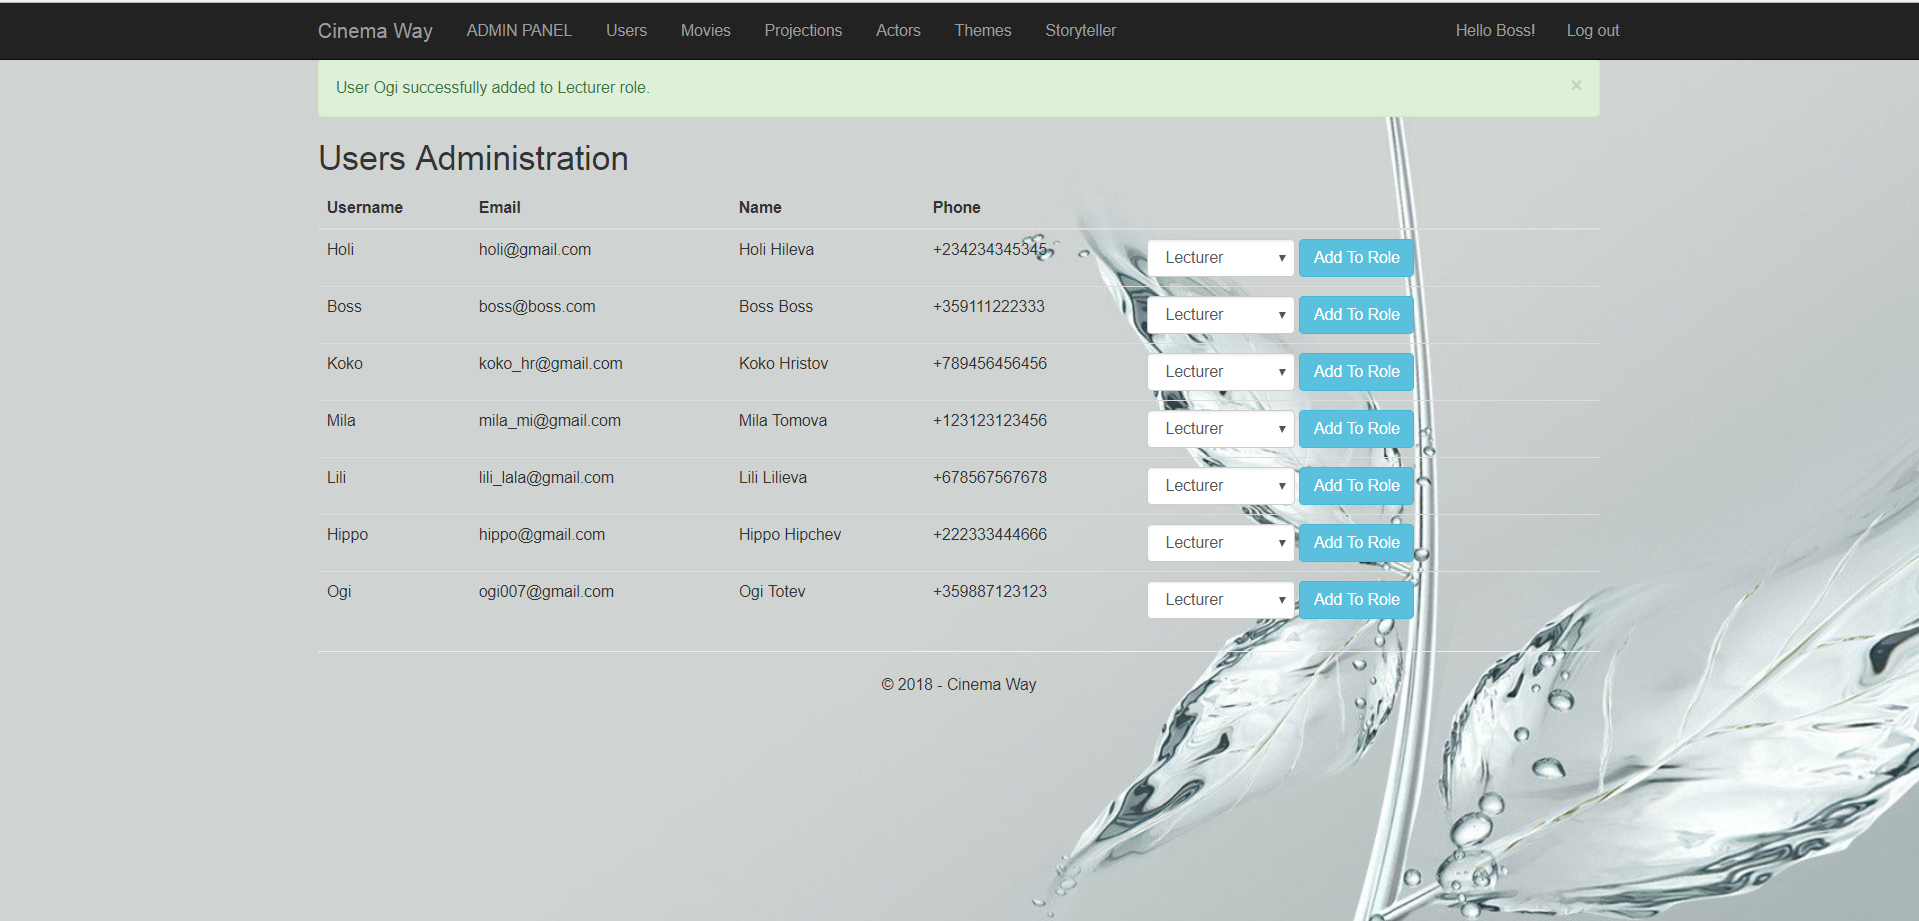 Cinema Way ADMIN PANEL Users Movies Projections Actors Themes Storyteller Hello Boss! Log out
User Ogi successfully added to Lecturer role. ×
Users Administration
Username Email Name Phone
Holi holi@gmail.com Holi Hileva +234234345345 Lecturer Add To Role
Boss boss@boss.com Boss Boss +359111222333 Lecturer Add To Role
Koko koko_hr@gmail.com Koko Hristov +789456456456 Lecturer Add To Role
Mila mila_mi@gmail.com Mila Tomova +123123123456 Lecturer Add To Role
Lili lili_lala@gmail.com Lili Lilieva +678567567678 Lecturer Add To Role
Hippo hippo@gmail.com Hippo Hipchev +222333444666 Lecturer Add To Role
Ogi ogi007@gmail.com Ogi Totev +359887123123 Lecturer Add To Role
© 2018 - Cinema Way